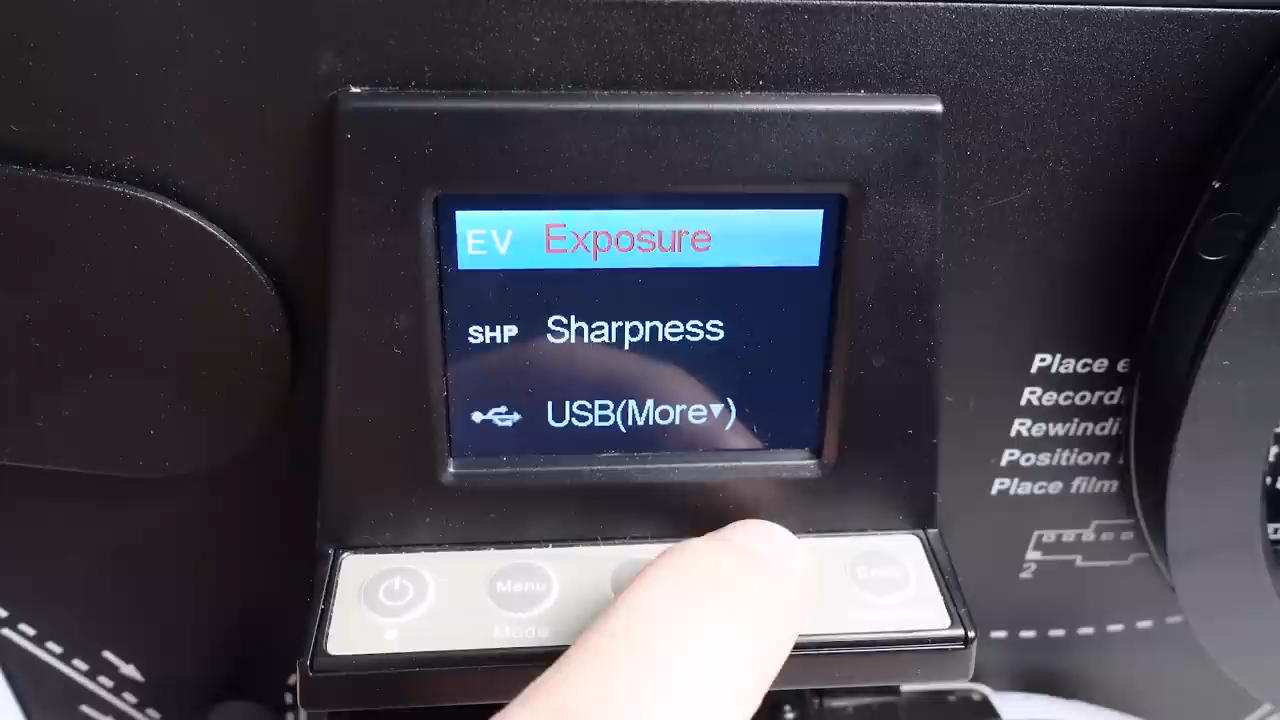 EV Exposure
SHP Sharpness
USB(More▾)
Menu
Mode
Place
Record
Rewindi
Position
Place film
2